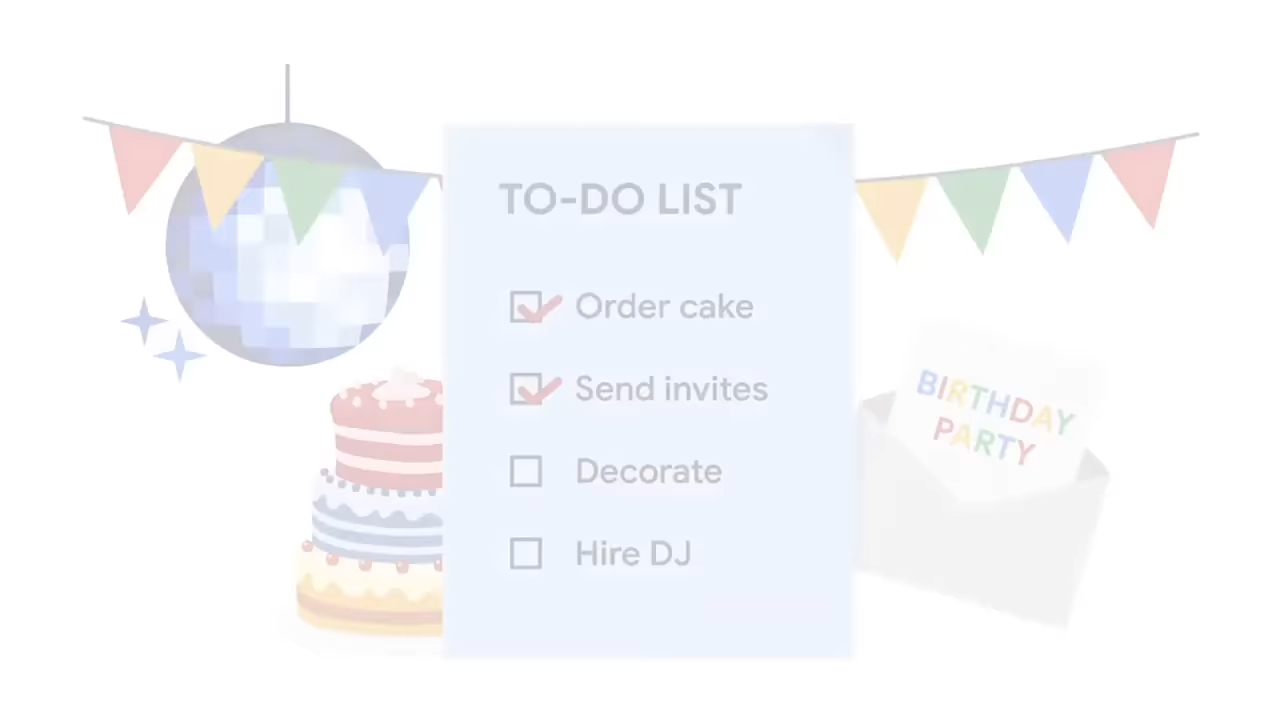 TO-DO LIST
Order cake
Send invites
Decorate
Hire DJ
BIRTHDAY
PARTY